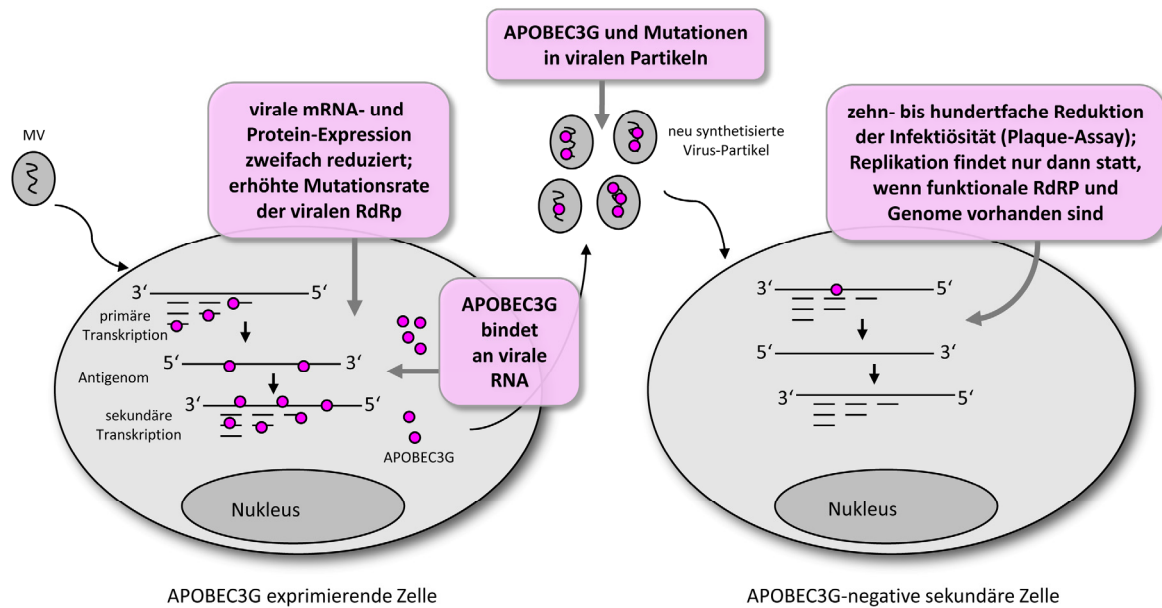 APOBEC3G und Mutationen
in viralen Partikeln
virale mRNA- und
Protein-Expression
zweifach reduziert;
erhöhte Mutationsrate
der viralen RdRp
zehn- bis hundertfache Reduktion
der Infektiösität (Plaque-Assay);
Replikation findet nur dann statt,
wenn funktionale RdRP und
Genome vorhanden sind
MV
neu synthetisierte
Virus-Partikel
3‘
5‘
primäre
Transkription
APOBEC3G
bindet
an virale
RNA
5‘
3‘
Antigenom
3‘
5‘
sekundäre
Transkription
APOBEC3G
Nukleus
3‘
5‘
5‘
3‘
3‘
5‘
Nukleus
APOBEC3G exprimierende Zelle
APOBEC3G-negative sekundäre Zelle